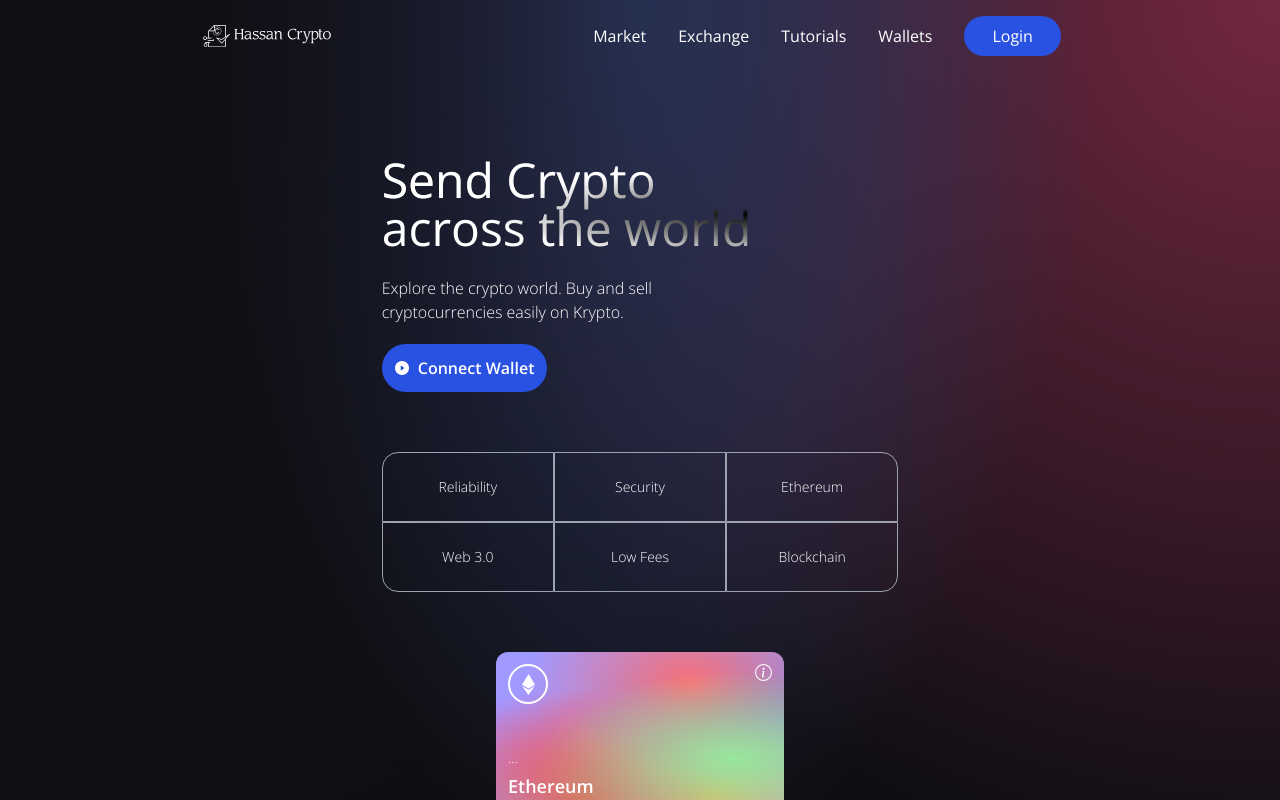 Hassan Crypto
Market
Exchange
Tutorials
Wallets
Login
Send Crypto
across the world
Explore the crypto world. Buy and sell
cryptocurrencies easily on Krypto.
Connect Wallet
Reliability
Security
Ethereum
Web 3.0
Low Fees
Blockchain
...
Ethereum